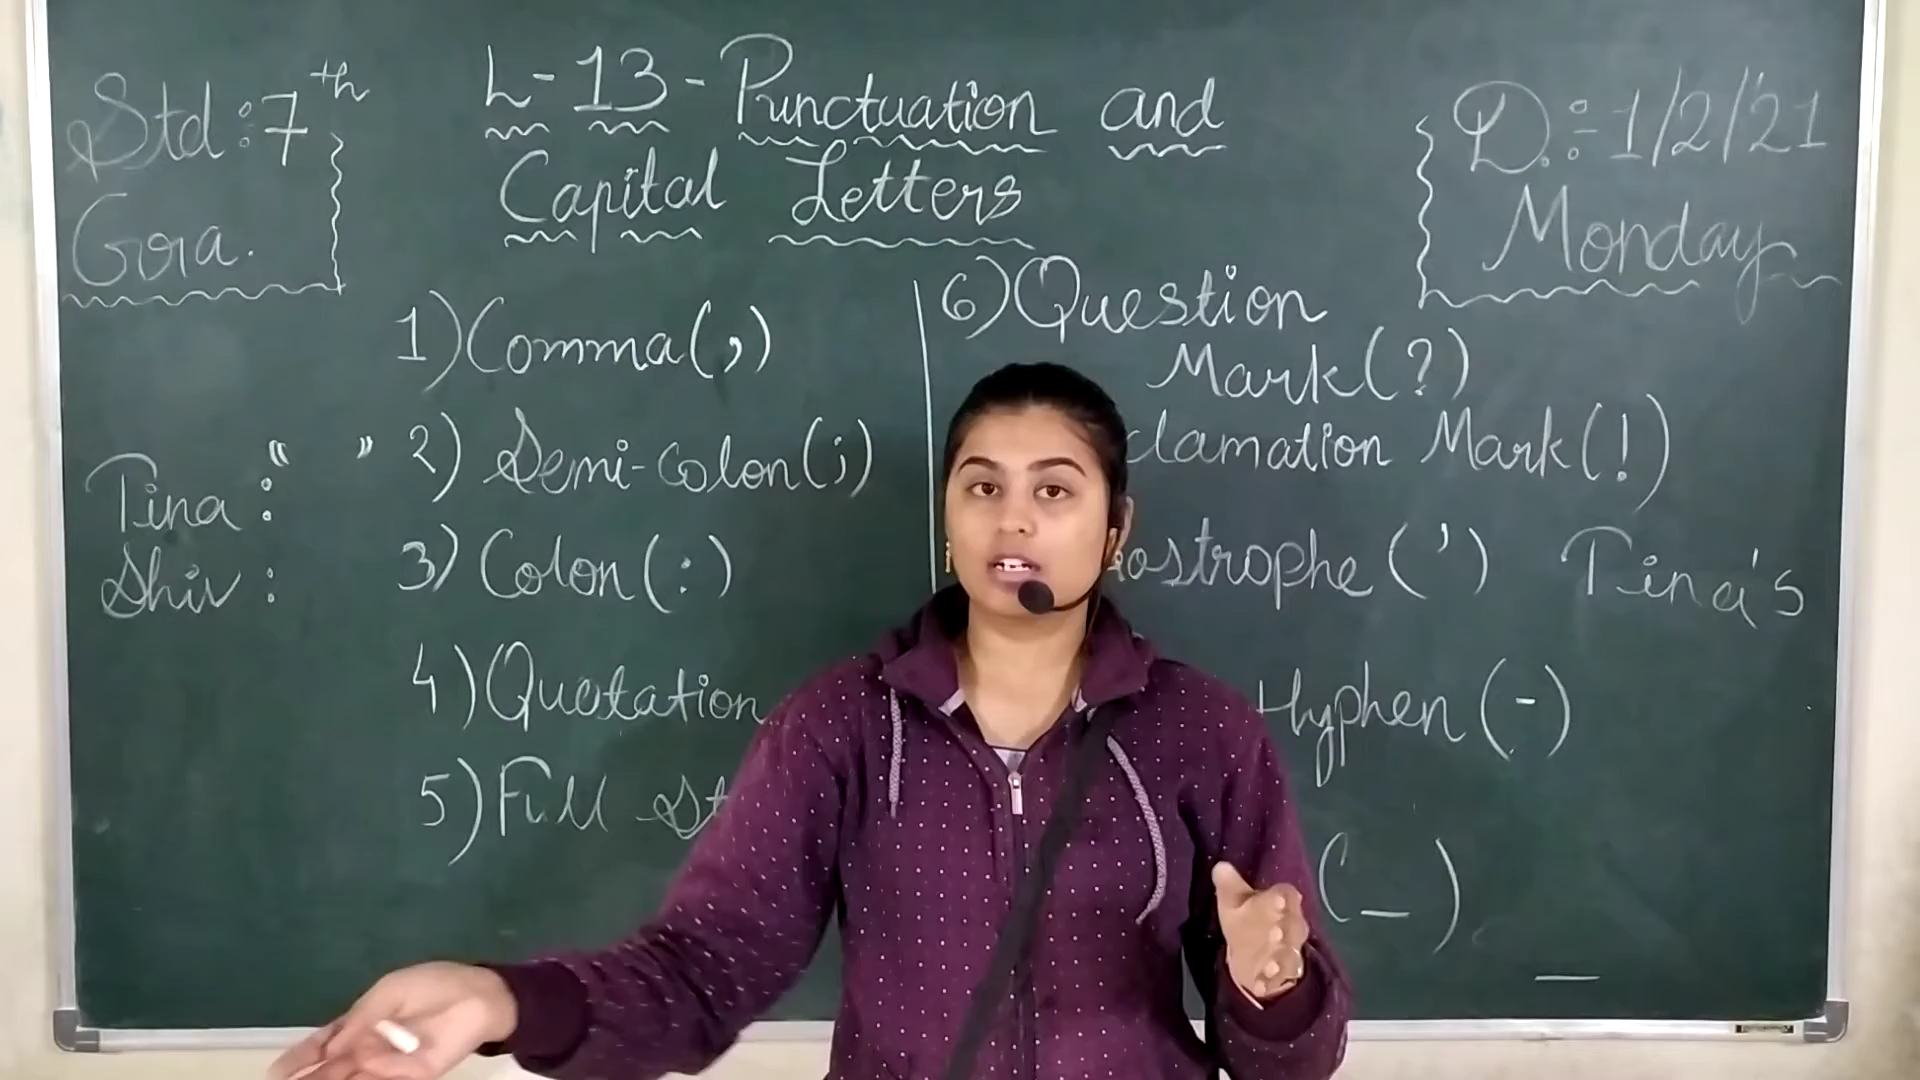 Std:7th
Gra.
L-13-Punctuation and
Capital Letters
D.:-1/2/'21
Monday
1) Comma (,)
2) Semi-Colon (;)
3) Colon (:)
4) Quotation
5) Full
6) Question
Mark (?)
clamation Mark (!)
ostrophe (')
Tina's
Hyphen (-)
(_)
“ ”
Tina :
Shiv :